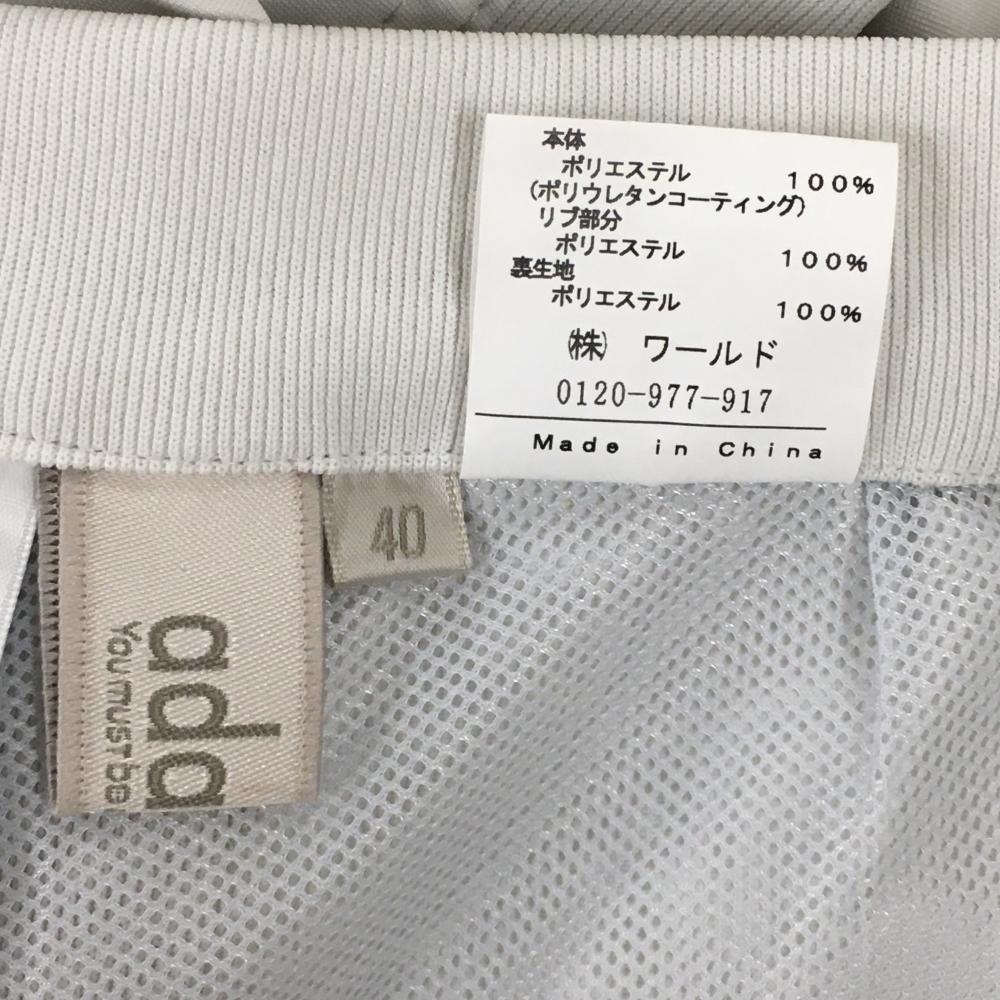 本体
ポリエステル 100%
(ポリウレタンコーティング)
リブ部分
ポリエステル 100%
裏生地
ポリエステル 100%
㈱ ワールド
0120-977-917
Made in China
40
ada
You must be